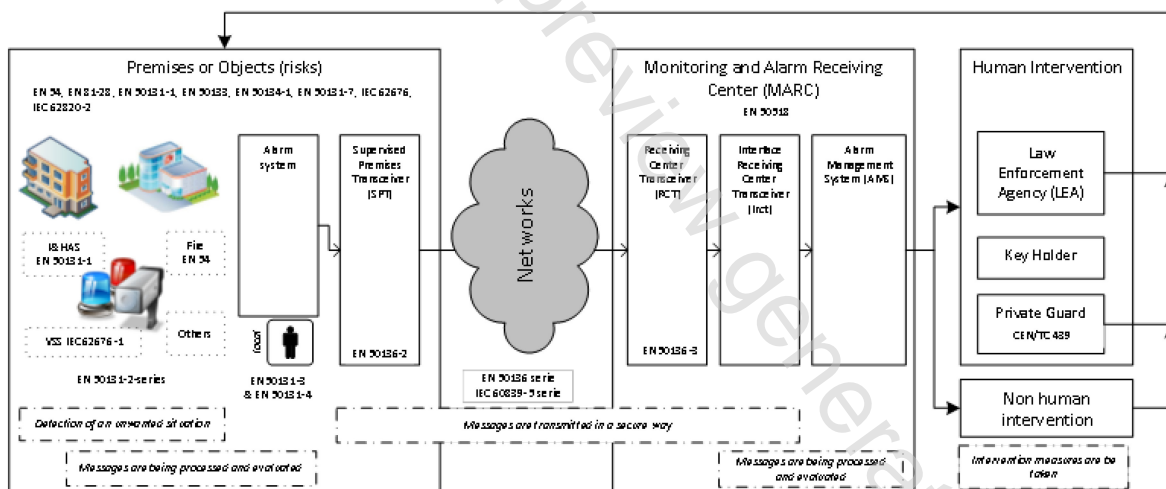 Premises or Objects (risks)
EN 54, EN 81-28, EN 50131-1, EN 50133, EN 50134-1, EN 50131-7, IEC 62676,
IEC 62820-2
Alarm
system
Supervised
Premises
Transceiver
(SPT)
I&HAS
EN 50131-1
Fire
EN 54
VSS IEC62676-1
Others
EN 50131-2-series
local
EN 50131-3
& EN 50131-4
EN 50136-2
Networks
EN 50136 serie
IEC 60839-5 serie
Monitoring and Alarm Receiving
Center (MARC)
EN 50518
Receiving
Center
Transceiver
(RCT)
Interface
Receiving
Center
Transceiver
(Irct)
Alarm
Management
System (AMS)
EN 50136-3
Human Intervention
Law
Enforcement
Agency (LEA)
Key Holder
Private Guard
CEN/TC 439
Non human
intervention
Detection of an unwanted situation
Messages are transmitted in a secure way
Messages are being processed and evaluated
Messages are being processed
and evaluated
Intervention measures are be
taken
preview genera